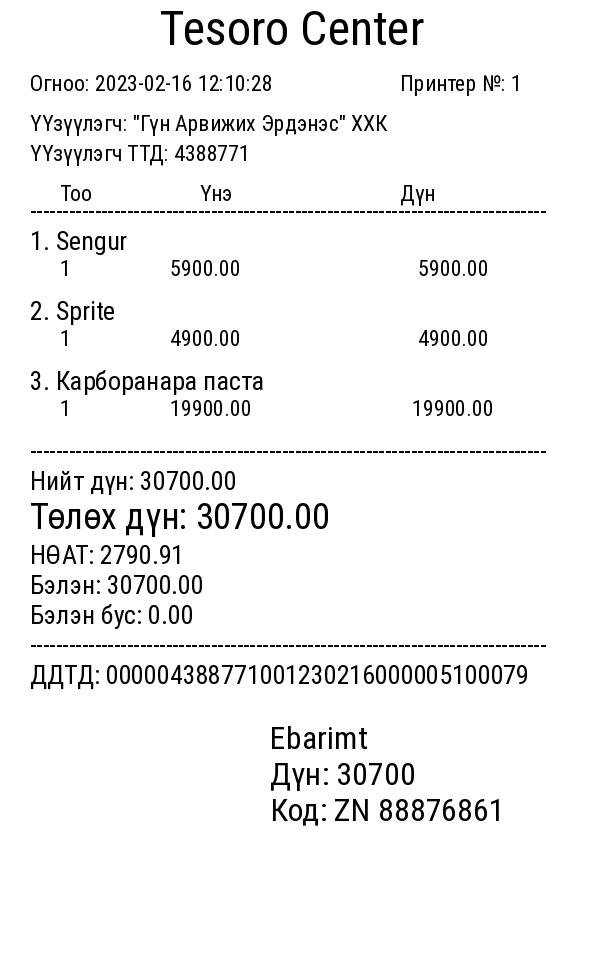 Tesoro Center
Огноо: 2023-02-16 12:10:28 Принтер №: 1
ҮҮзүүлэгч: "Гүн Арвижих Эрдэнэс" ХХК
ҮҮзүүлэгч ТТД: 4388771
Тоо Үнэ Дүн
1. Sengur
1 5900.00 5900.00
2. Sprite
1 4900.00 4900.00
3. Карборанара паста
1 19900.00 19900.00
Нийт дүн: 30700.00
Төлөх дүн: 30700.00
НӨАТ: 2790.91
Бэлэн: 30700.00
Бэлэн бус: 0.00
ДДТД: 000004388771001230216000005100079
Ebarimt
Дүн: 30700
Код: ZN 88876861